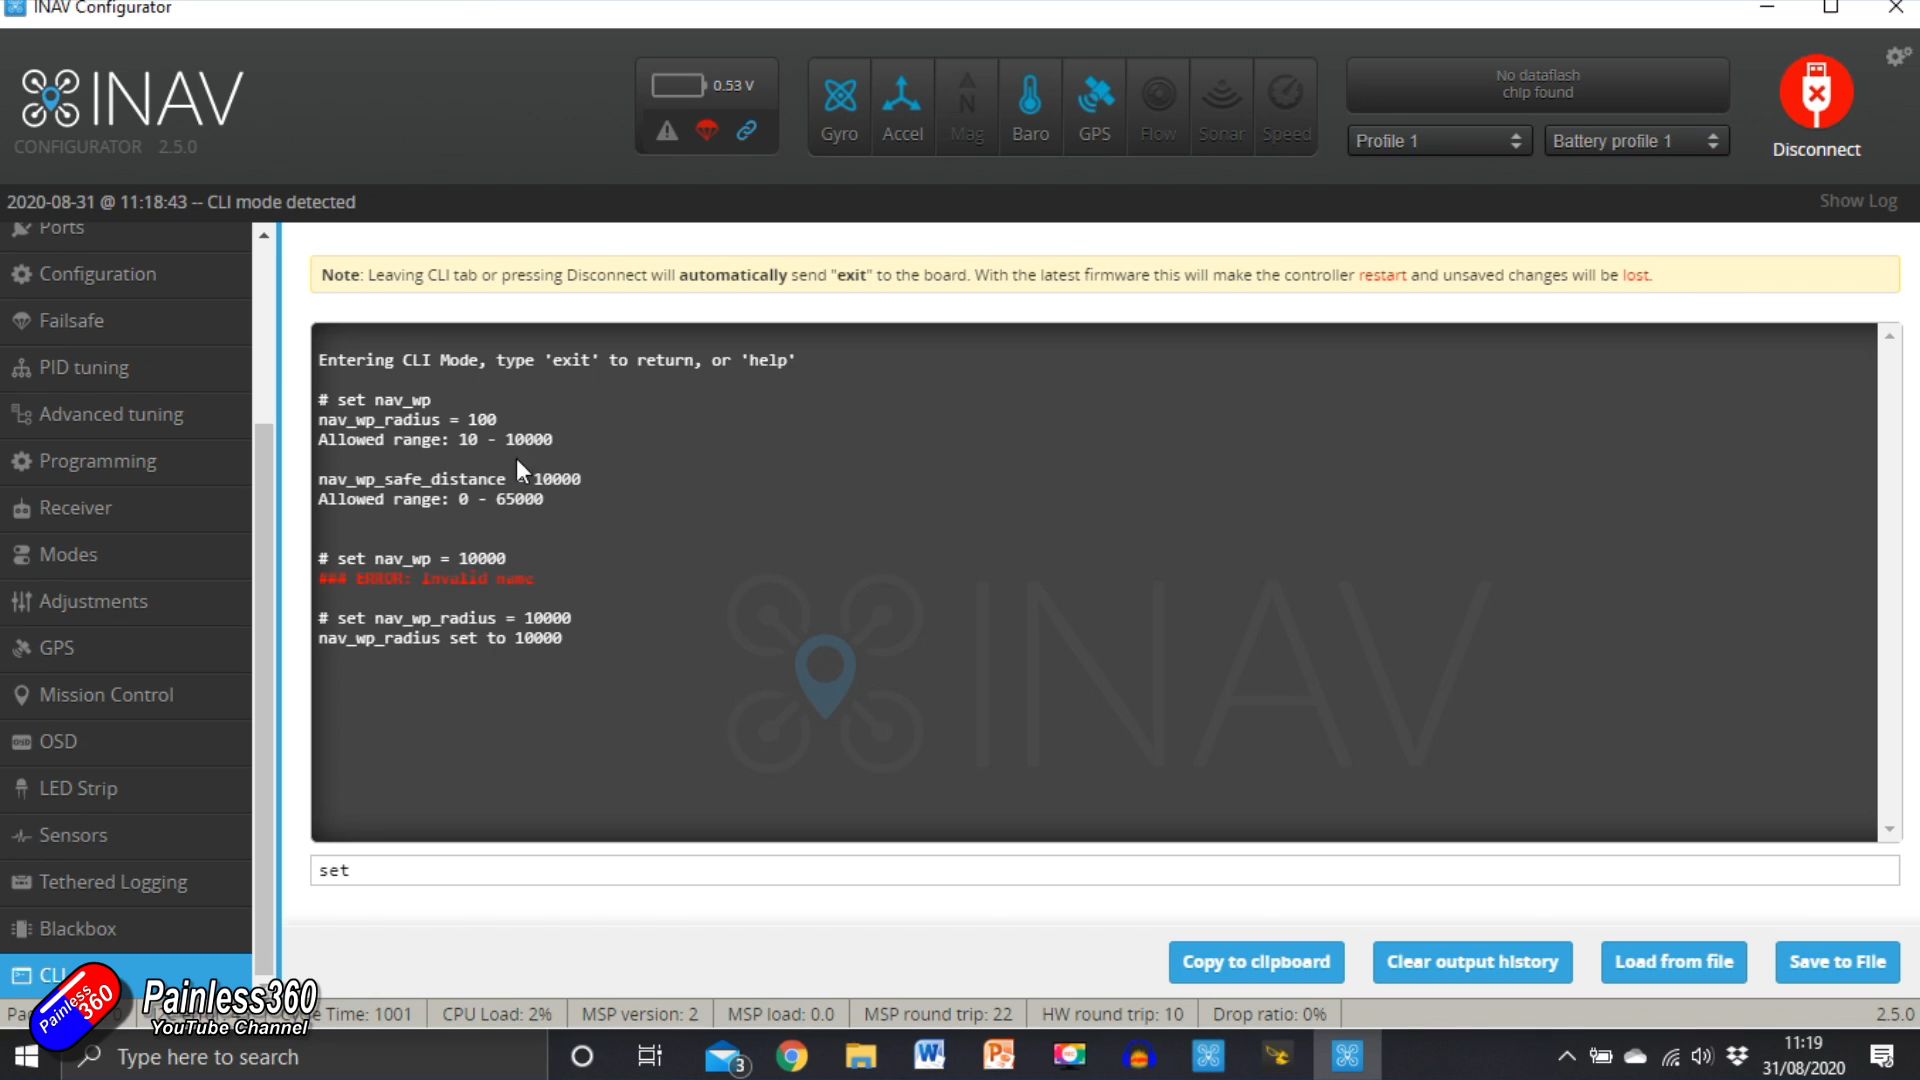 INAV Configurator
INAV
CONFIGURATOR 2.5.0
0.53 V
Gyro
Accel
Mag
Baro
GPS
Flow
Sonar
Speed
No dataflash
chip found
Profile 1
Battery profile 1
Disconnect
2020-08-31 @ 11:18:43 -- CLI mode detected
Show Log
Ports
Configuration
Failsafe
PID tuning
Advanced tuning
Programming
Receiver
Modes
Adjustments
GPS
Mission Control
OSD
LED Strip
Sensors
Tethered Logging
Blackbox
Note: Leaving CLI tab or pressing Disconnect will automatically send "exit" to the board. With the latest firmware this will make the controller restart and unsaved changes will be lost.
Entering CLI Mode, type 'exit' to return, or 'help'
# set nav_wp
nav_wp_radius = 100
Allowed range: 10 - 10000
nav_wp_safe_distance 10000
Allowed range: 0 - 65000
# set nav_wp = 10000
### ERROR: Invalid name
# set nav_wp_radius = 10000
nav_wp_radius set to 10000
INAV
set
Copy to clipboard
Clear output history
Load from file
Save to File
Painless360
Painless360
YouTube Channel
Time: 1001
CPU Load: 2%
MSP version: 2
MSP load: 0.0
MSP round trip: 22
HW round trip: 10
Drop ratio: 0%
2.5.0
Type here to search
3
11:19
31/08/2020